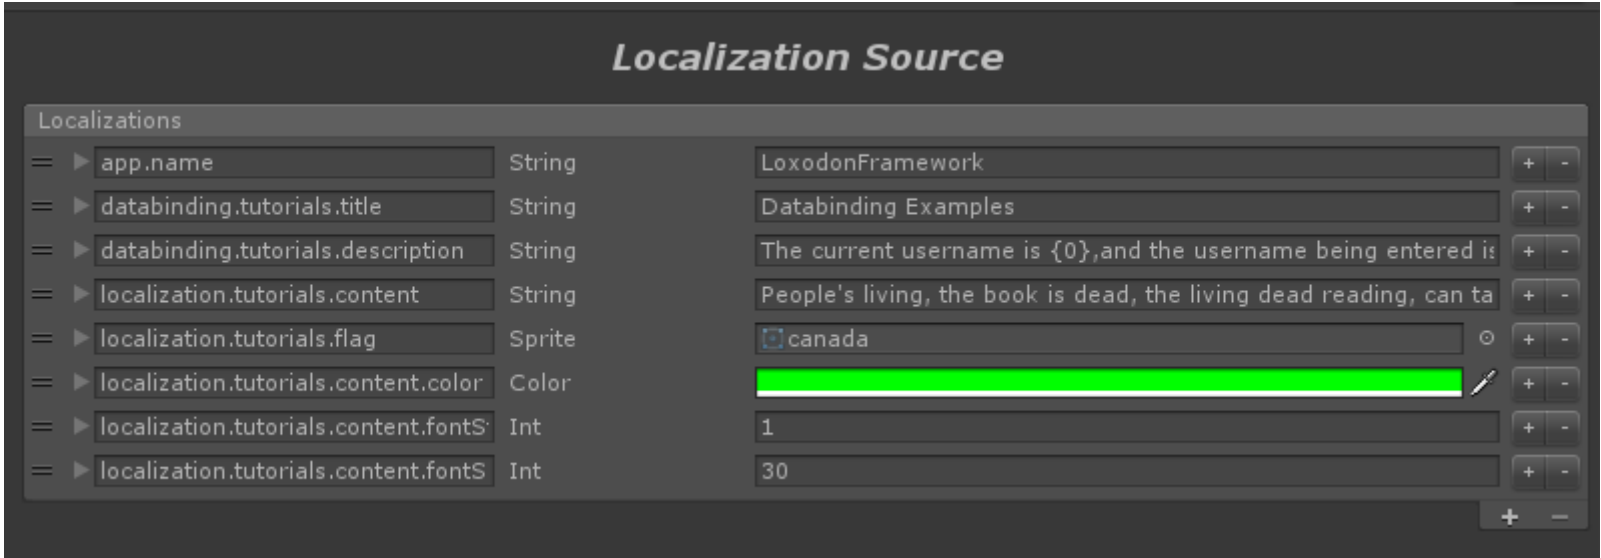 Localization Source
Localizations
app.name String LoxodonFramework + -
databinding.tutorials.title String Databinding Examples + -
databinding.tutorials.description String The current username is {0},and the username being entered is + -
localization.tutorials.content String People's living, the book is dead, the living dead reading, can ta + -
localization.tutorials.flag Sprite canada + -
localization.tutorials.content.color Color + -
localization.tutorials.content.fontS Int 1 + -
localization.tutorials.content.fontS Int 30 + -
+ -